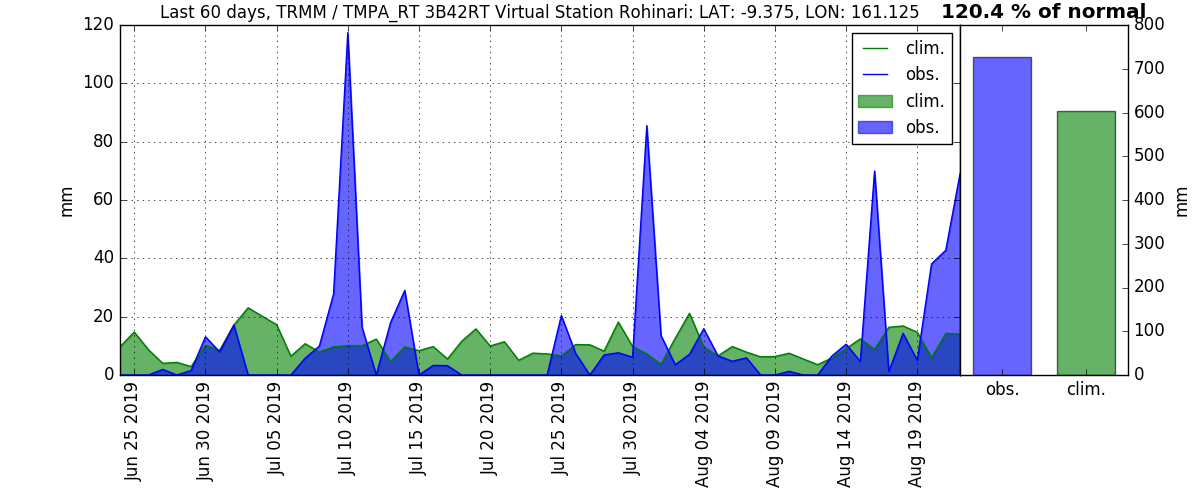 Last 60 days, TRMM / TMPA_RT 3B42RT Virtual Station Rohinari: LAT: -9.375, LON: 161.125
120.4 % of normal
120
100
80
60
40
20
0
mm
clim.
obs.
clim.
obs.
Jun 25 2019
Jun 30 2019
Jul 05 2019
Jul 10 2019
Jul 15 2019
Jul 20 2019
Jul 25 2019
Jul 30 2019
Aug 04 2019
Aug 09 2019
Aug 14 2019
Aug 19 2019
800
700
600
500
400
300
200
100
0
mm
obs.
clim.